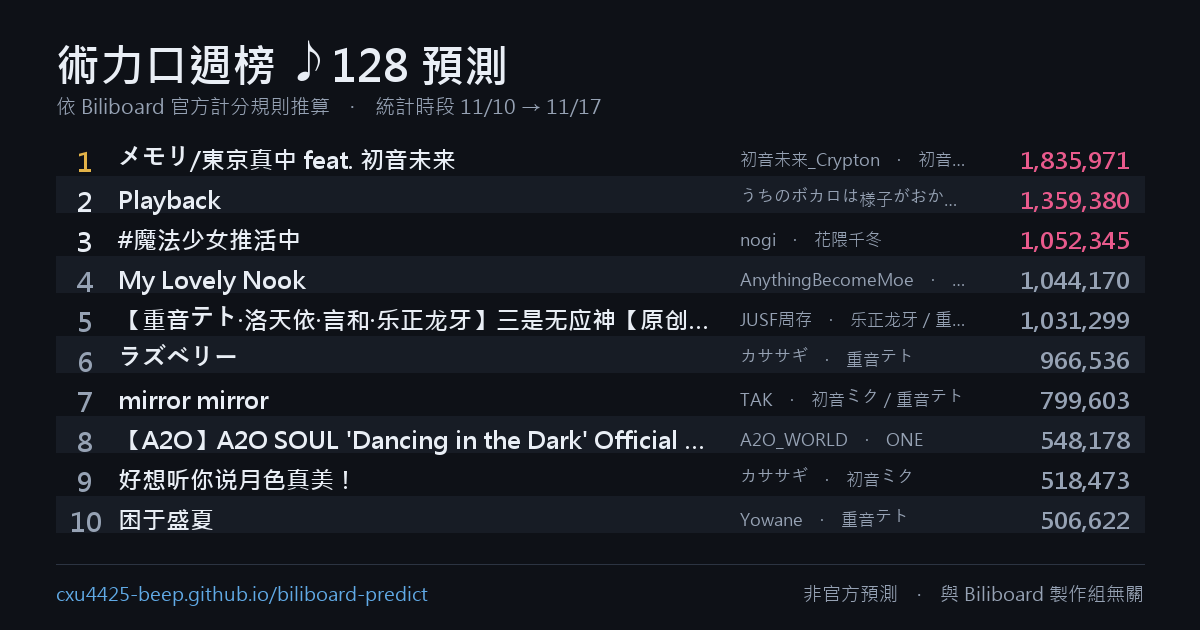 術力口週榜 ♪128 預測
依 Biliboard 官方計分規則推算 · 統計時段 11/10 → 11/17
1 メモリ/東京真中 feat. 初音未来 初音未来_Crypton · 初音... 1,835,971
2 Playback うちのボカロは様子がおか... 1,359,380
3 #魔法少女推活中 nogi · 花隈千冬 1,052,345
4 My Lovely Nook AnythingBecomeMoe · ... 1,044,170
5 【重音テト·洛天依·言和·乐正龙牙】三是无应神【原创... JUSF周存 · 乐正龙牙 / 重... 1,031,299
6 ラズベリー カササギ · 重音テト 966,536
7 mirror mirror TAK · 初音ミク / 重音テト 799,603
8 【A2O】A2O SOUL 'Dancing in the Dark' Official ... A2O_WORLD · ONE 548,178
9 好想听你说月色真美！ カササギ · 初音ミク 518,473
10 困于盛夏 Yowane · 重音テト 506,622
cxu4425-beep.github.io/biliboard-predict 非官方預測 · 與 Biliboard 製作組無關